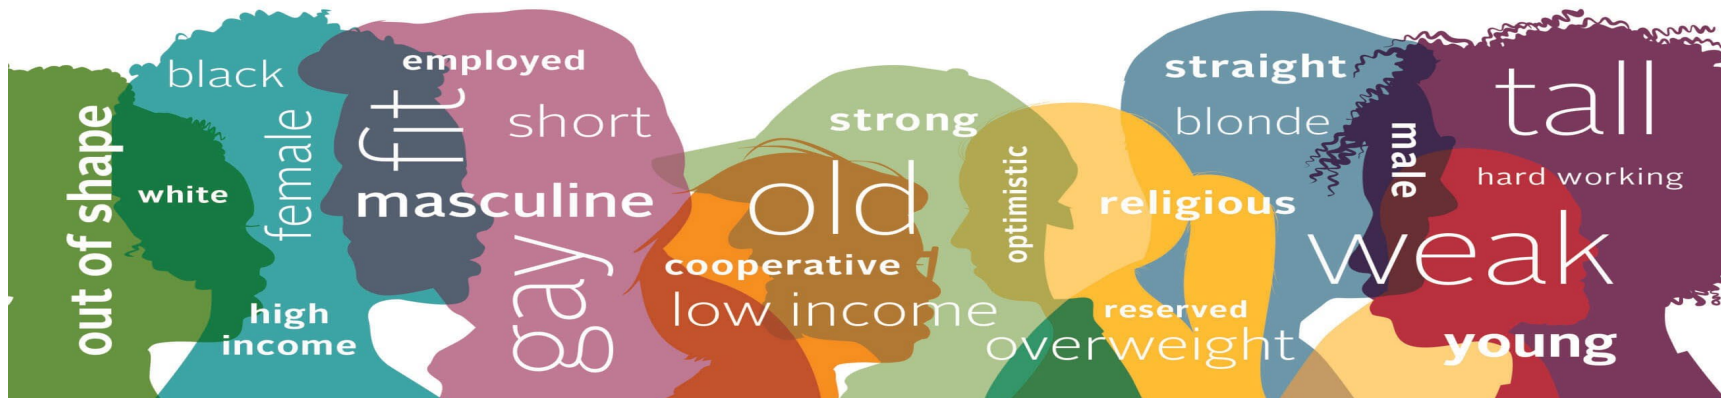 out of shape
black
white
female
high
income
employed
fit
short
masculine
gay
strong
old
cooperative
low income
optimistic
straight
blonde
religious
reserved
overweight
male
tall
hard working
weak
young